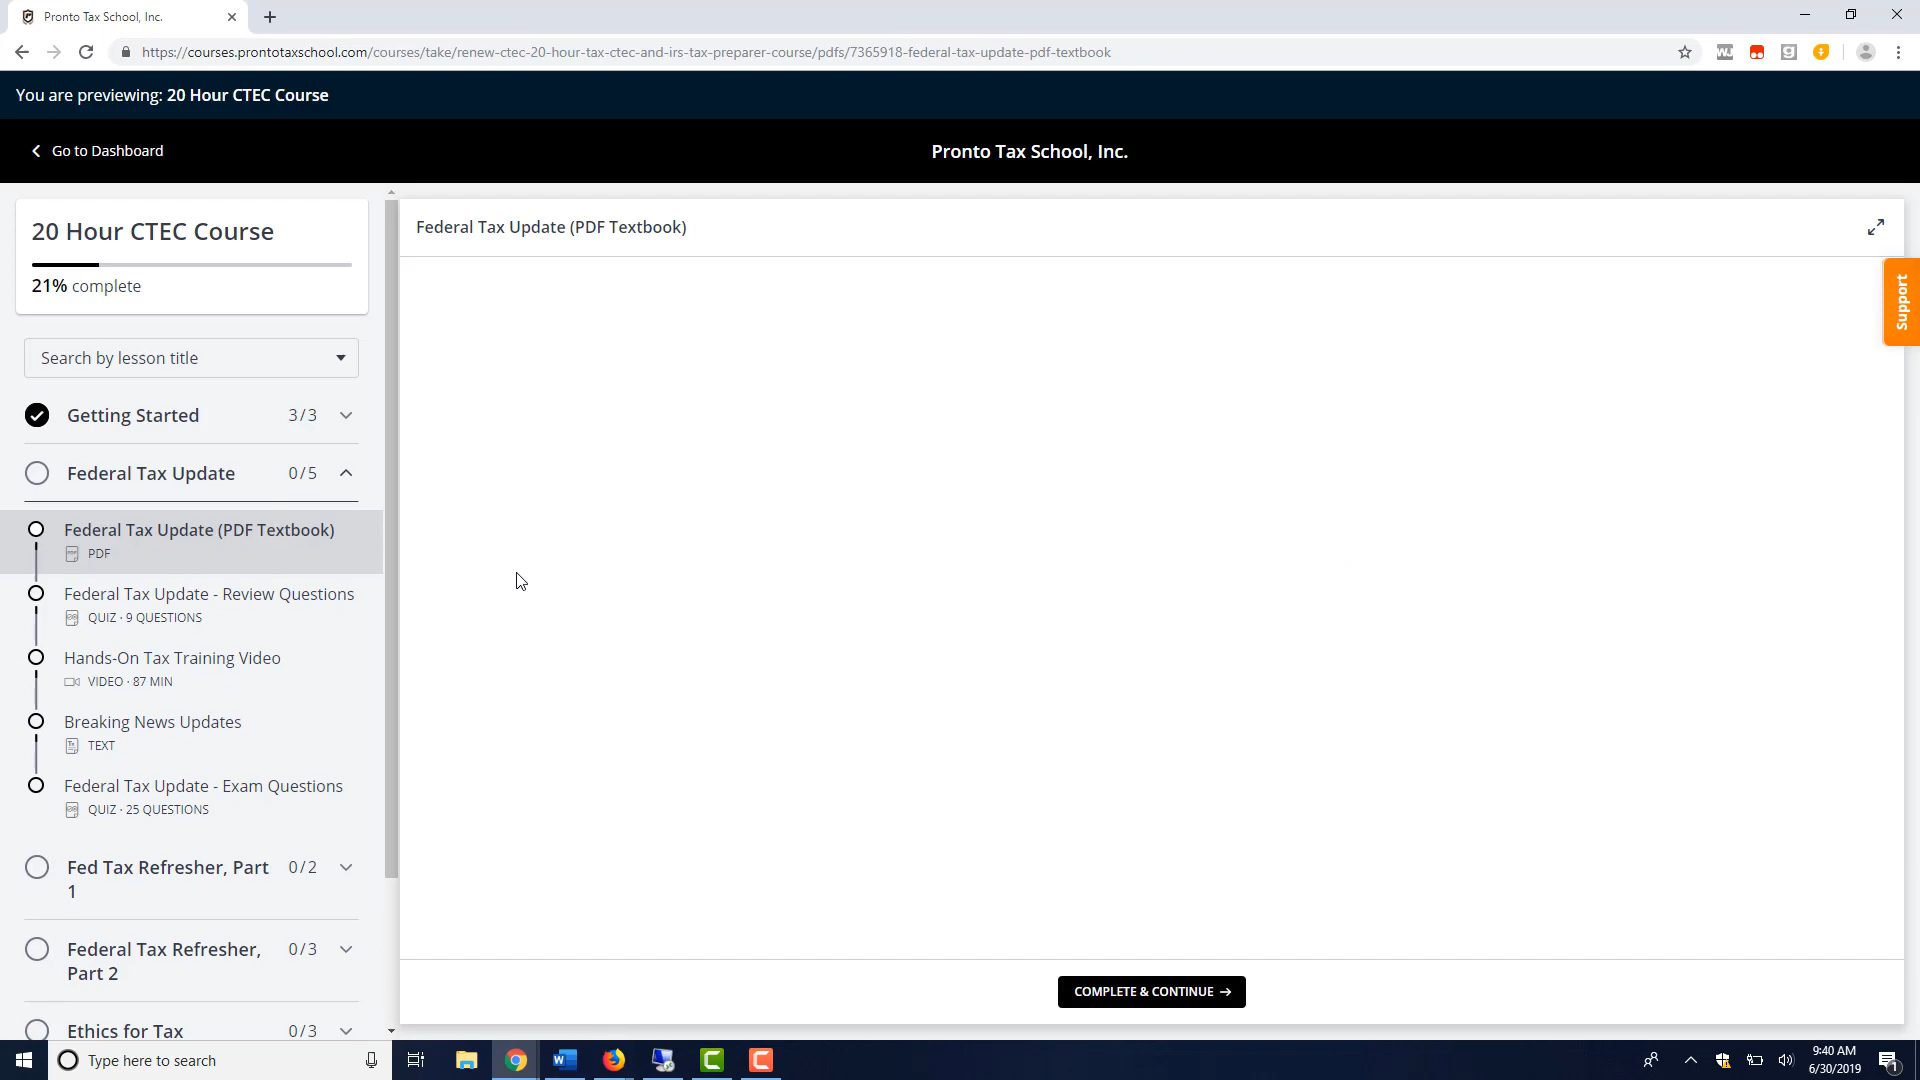 Pronto Tax School, Inc.
https://courses.prontotaxschool.com/courses/take/renew-ctec-20-hour-tax-ctec-and-irs-tax-preparer-course/pdfs/7365918-federal-tax-update-pdf-textbook
You are previewing: 20 Hour CTEC Course
Go to Dashboard
Pronto Tax School, Inc.
20 Hour CTEC Course
21% complete
Search by lesson title
Getting Started 3/3
Federal Tax Update 0/5
Federal Tax Update (PDF Textbook)
PDF
Federal Tax Update - Review Questions
QUIZ · 9 QUESTIONS
Hands-On Tax Training Video
VIDEO · 87 MIN
Breaking News Updates
TEXT
Federal Tax Update - Exam Questions
QUIZ · 25 QUESTIONS
Fed Tax Refresher, Part 0/2
1
Federal Tax Refresher, 0/3
Part 2
Ethics for Tax 0/3
Federal Tax Update (PDF Textbook)
Support
COMPLETE & CONTINUE →
Type here to search
9:40 AM
6/30/2019
1